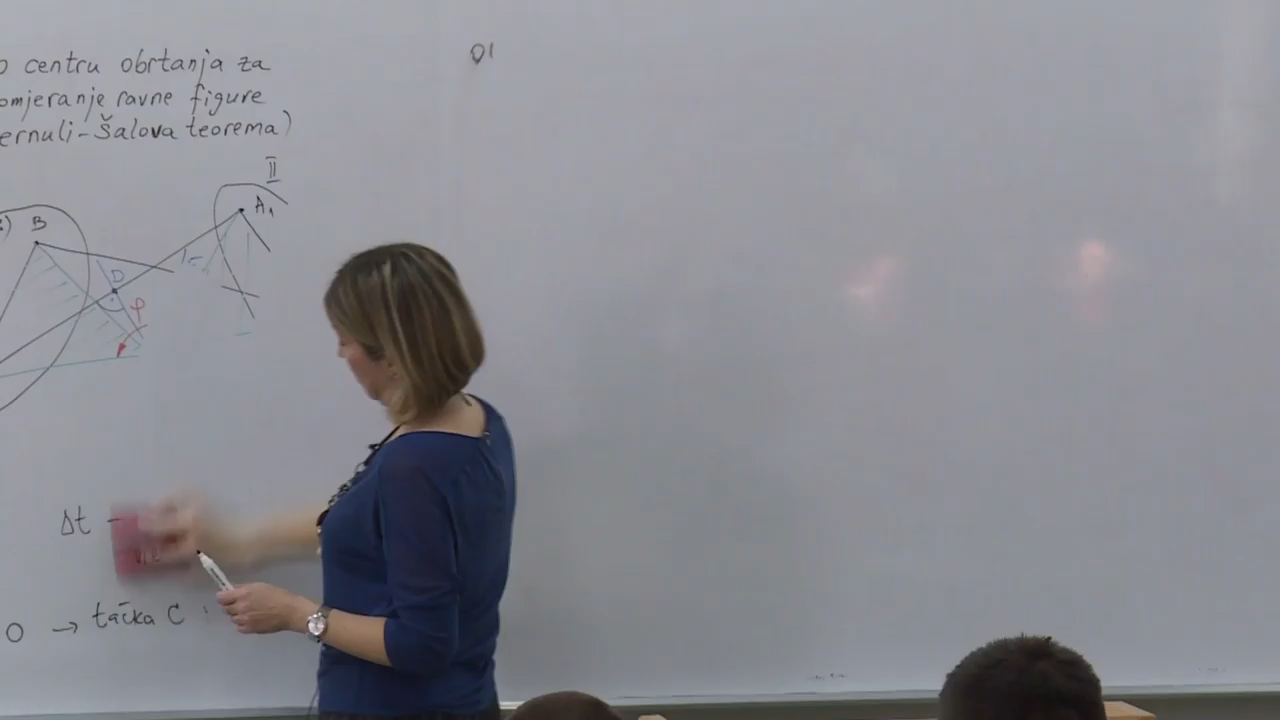 o centru obrtanja za
omjeranje ravne figure
ernuli-Šalova teorema)
II
A₁
B
D
φ
Δt
O → tačka C